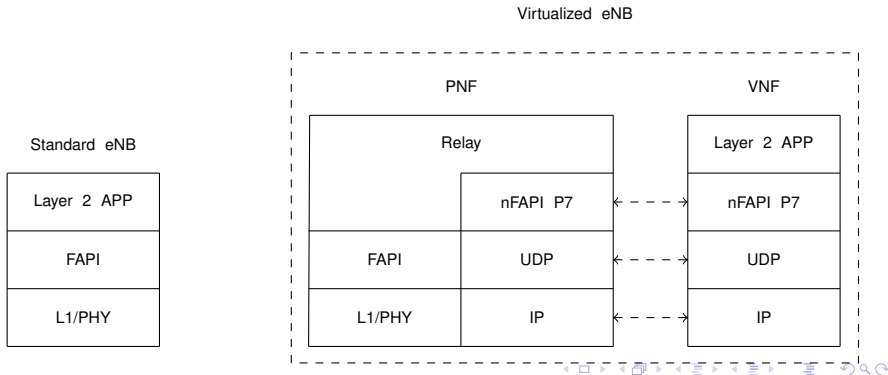 Virtualized eNB
PNF
VNF
Standard eNB
Relay
Layer 2 APP
Layer 2 APP
nFAPI P7
nFAPI P7
FAPI
FAPI
UDP
UDP
L1/PHY
L1/PHY
IP
IP